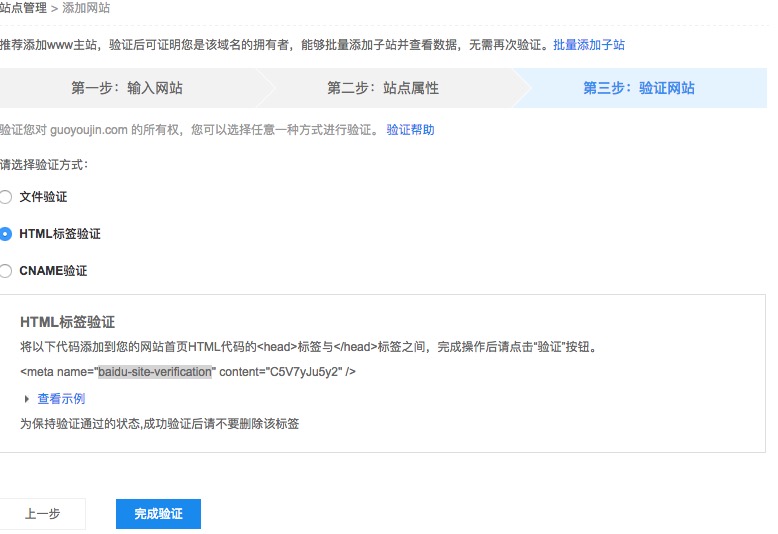 站点管理 > 添加网站
推荐添加www主站，验证后可证明您是该域名的拥有者，能够批量添加子站并查看数据，无需再次验证。批量添加子站
第一步：输入网站 第二步：站点属性 第三步：验证网站
验证您对 guoyoujin.com 的所有权，您可以选择任意一种方式进行验证。 验证帮助
请选择验证方式：
文件验证
HTML标签验证
CNAME验证
HTML标签验证
将以下代码添加到您的网站首页HTML代码的<head>标签与</head>标签之间，完成操作后请点击“验证”按钮。
<meta name="baidu-site-verification" content="C5V7yJu5y2" />
查看示例
为保持验证通过的状态,成功验证后请不要删除该标签
上一步 完成验证